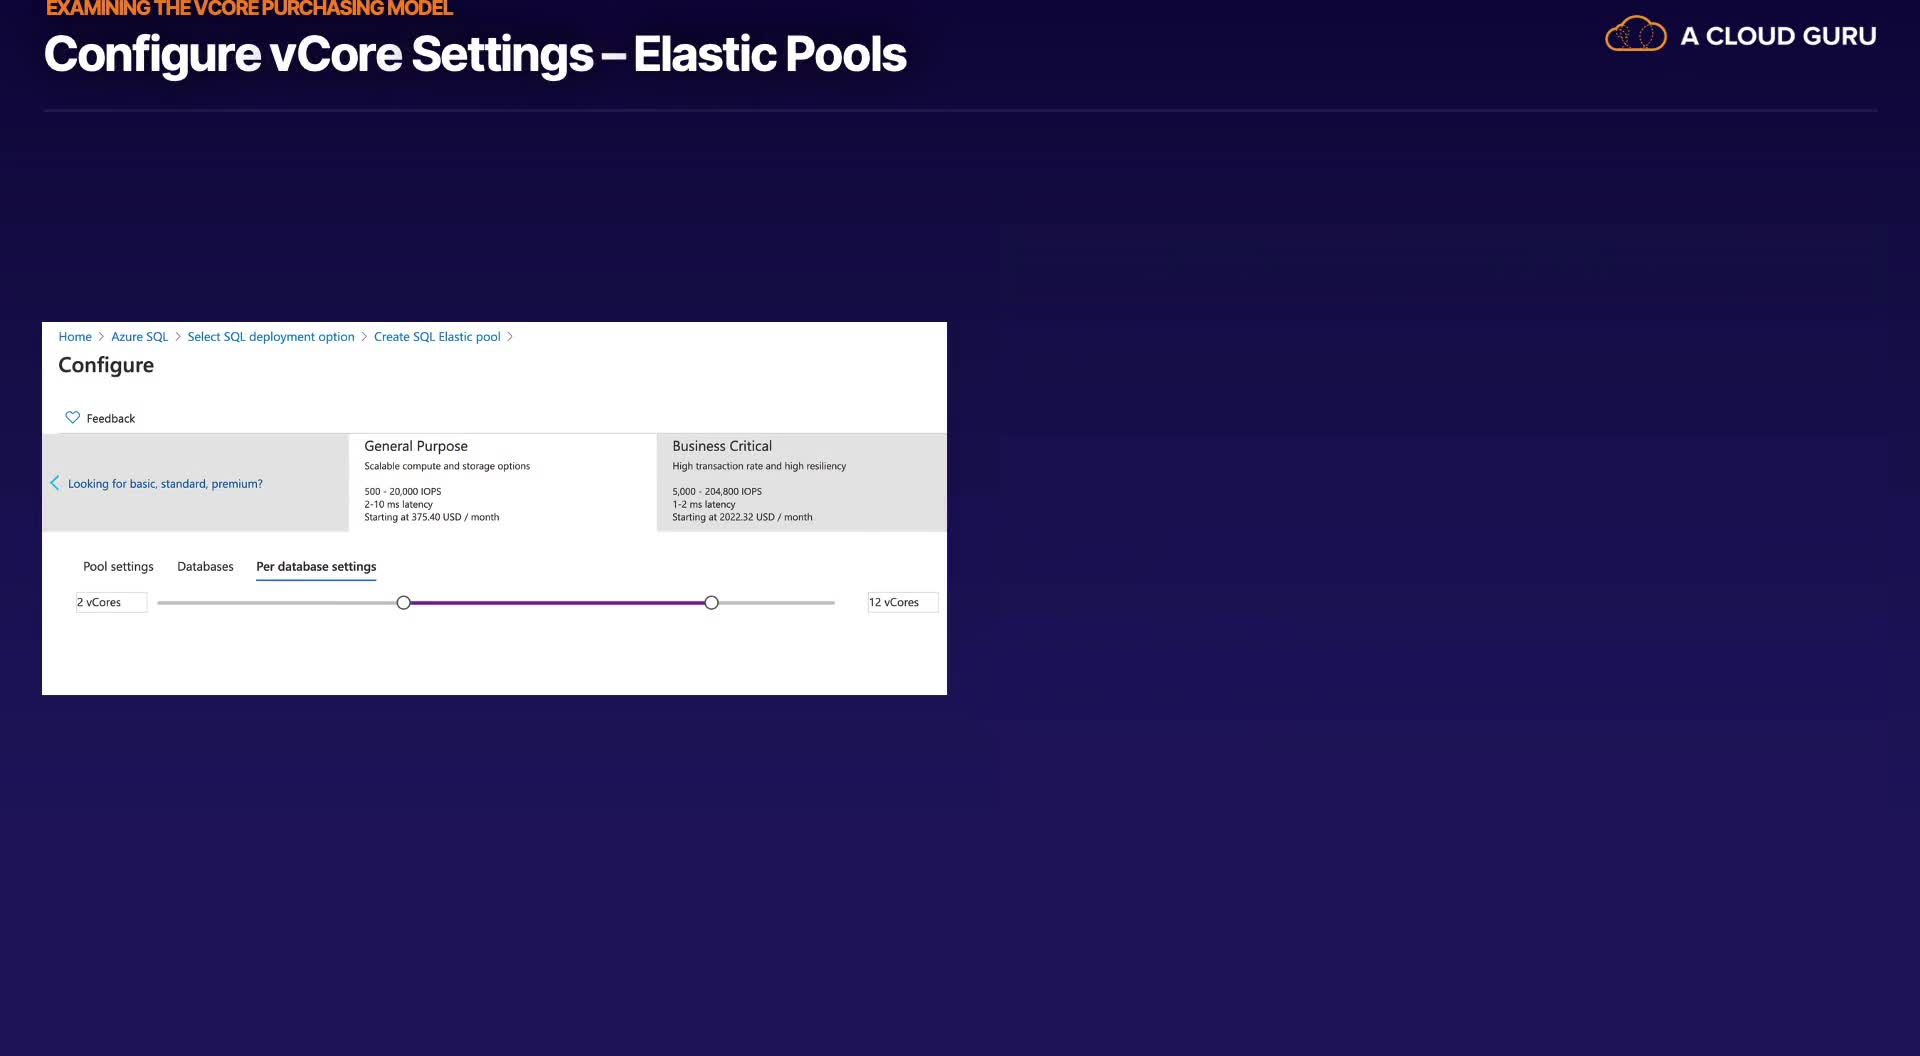 EXAMINING THE VCORE PURCHASING MODEL
Configure vCore Settings – Elastic Pools
A CLOUD GURU
Home > Azure SQL > Select SQL deployment option > Create SQL Elastic pool >
Configure
Feedback
Looking for basic, standard, premium?
General Purpose
Scalable compute and storage options
500 - 20,000 IOPS
2-10 ms latency
Starting at 375.40 USD / month
Business Critical
High transaction rate and high resiliency
5,000 - 204,800 IOPS
1-2 ms latency
Starting at 2022.32 USD / month
Pool settings Databases Per database settings
2 vCores 12 vCores